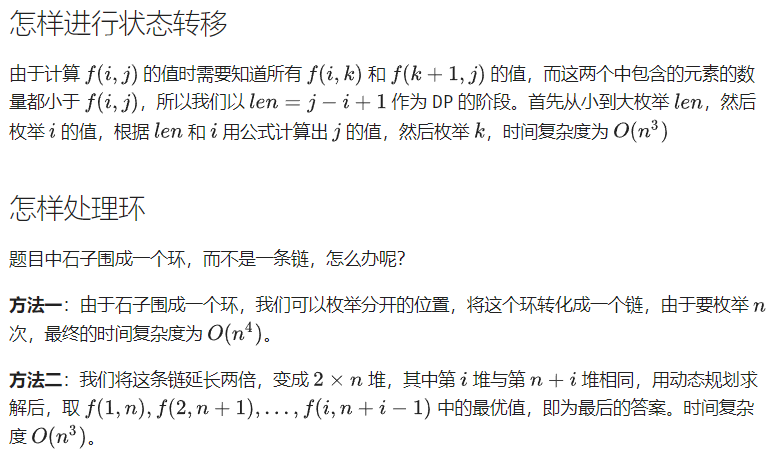 怎样进行状态转移
由于计算 f(i, j) 的值时需要知道所有 f(i, k) 和 f(k + 1, j) 的值，而这两个中包含的元素的数
量都小于 f(i, j)，所以我们以 len = j − i + 1 作为 DP 的阶段。首先从小到大枚举 len，然后
枚举 i 的值，根据 len 和 i 用公式计算出 j 的值，然后枚举 k，时间复杂度为 O(n³)
怎样处理环
题目中石子围成一个环，而不是一条链，怎么办呢？
方法一：由于石子围成一个环，我们可以枚举分开的位置，将这个环转化成一个链，由于要枚举 n
次，最终的时间复杂度为 O(n⁴)。
方法二：我们将这条链延长两倍，变成 2 × n 堆，其中第 i 堆与第 n + i 堆相同，用动态规划求
解后，取 f(1, n), f(2, n + 1), . . . , f(i, n + i − 1) 中的最优值，即为最后的答案。时间复杂
度 O(n³)。